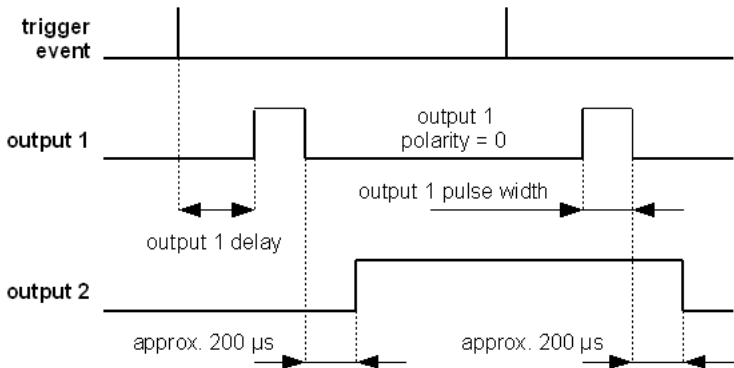 trigger
event
output 1
output 1
polarity = 0
output 1 pulse width
output 1 delay
output 2
approx. 200 µs
approx. 200 µs